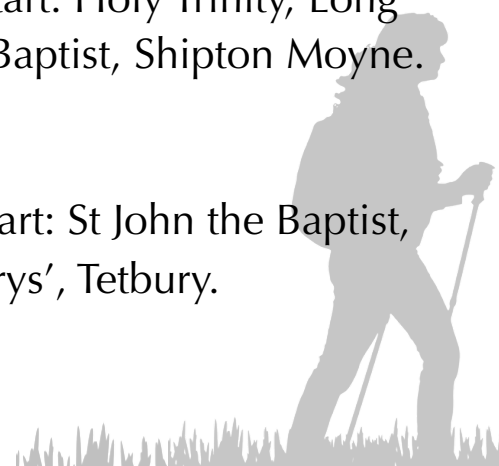 art: Holy Trinity, Long
Baptist, Shipton Moyne.
art: St John the Baptist,
rys’, Tetbury.